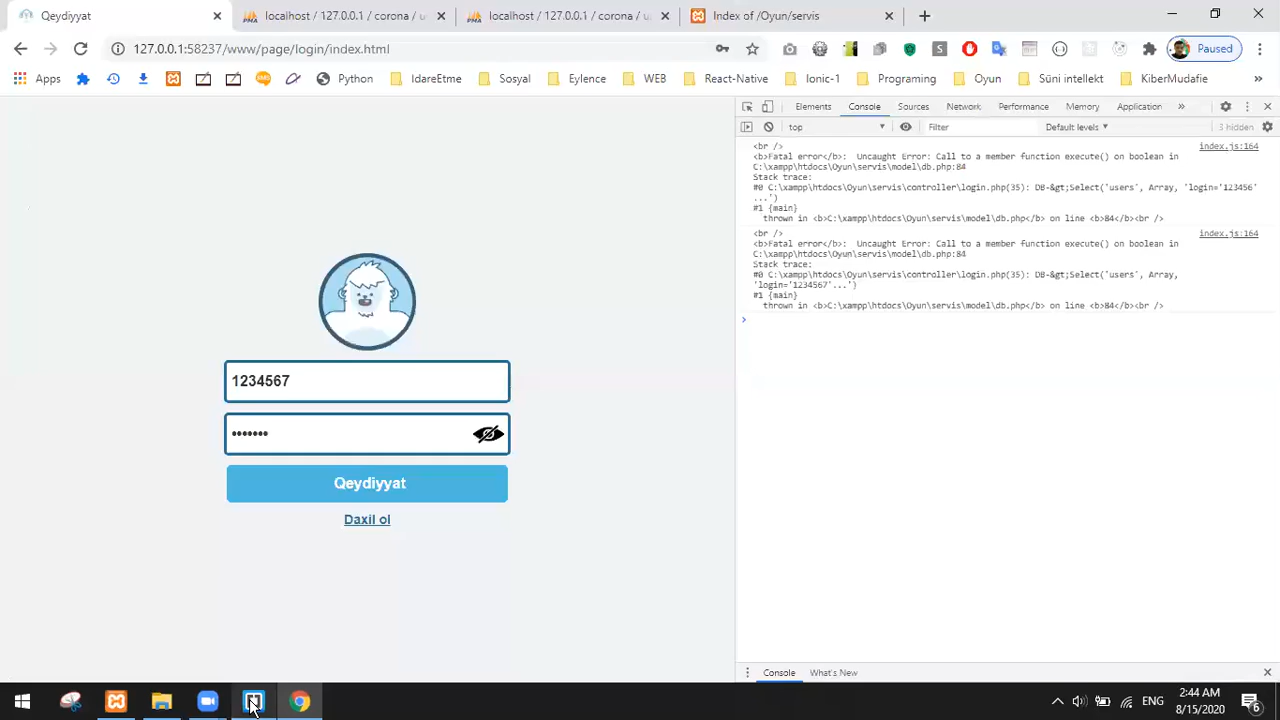 Qeydiyyat
localhost / 127.0.0.1 / corona / u
localhost / 127.0.0.1 / corona / u
Index of /Oyun/servis
127.0.0.1:58237/www/page/login/index.html
Paused
Apps
Python
IdareEtme
Sosyal
Eylence
WEB
React-Native
Ionic-1
Programing
Oyun
Süni intellekt
KiberMudafie
Elements
Console
Sources
Network
Performance
Memory
Application
top
Filter
Default levels
3 hidden
<br />
index.js:164
<b>Fatal error</b>:  Uncaught Error: Call to a member function execute() on boolean in
C:\xampp\htdocs\Oyun\servis\model\db.php:84
Stack trace:
#0 C:\xampp\htdocs\Oyun\servis\controller\login.php(35): DB-&gt;Select('users', Array, 'login='123456'
...')
#1 {main}
  thrown in <b>C:\xampp\htdocs\Oyun\servis\model\db.php</b> on line <b>84</b><br />
<br />
index.js:164
<b>Fatal error</b>:  Uncaught Error: Call to a member function execute() on boolean in
C:\xampp\htdocs\Oyun\servis\model\db.php:84
Stack trace:
#0 C:\xampp\htdocs\Oyun\servis\controller\login.php(35): DB-&gt;Select('users', Array,
'login='1234567'...')
#1 {main}
  thrown in <b>C:\xampp\htdocs\Oyun\servis\model\db.php</b> on line <b>84</b><br />
1234567
•••••••
Qeydiyyat
Daxil ol
Console
What's New
ENG
2:44 AM
8/15/2020
6